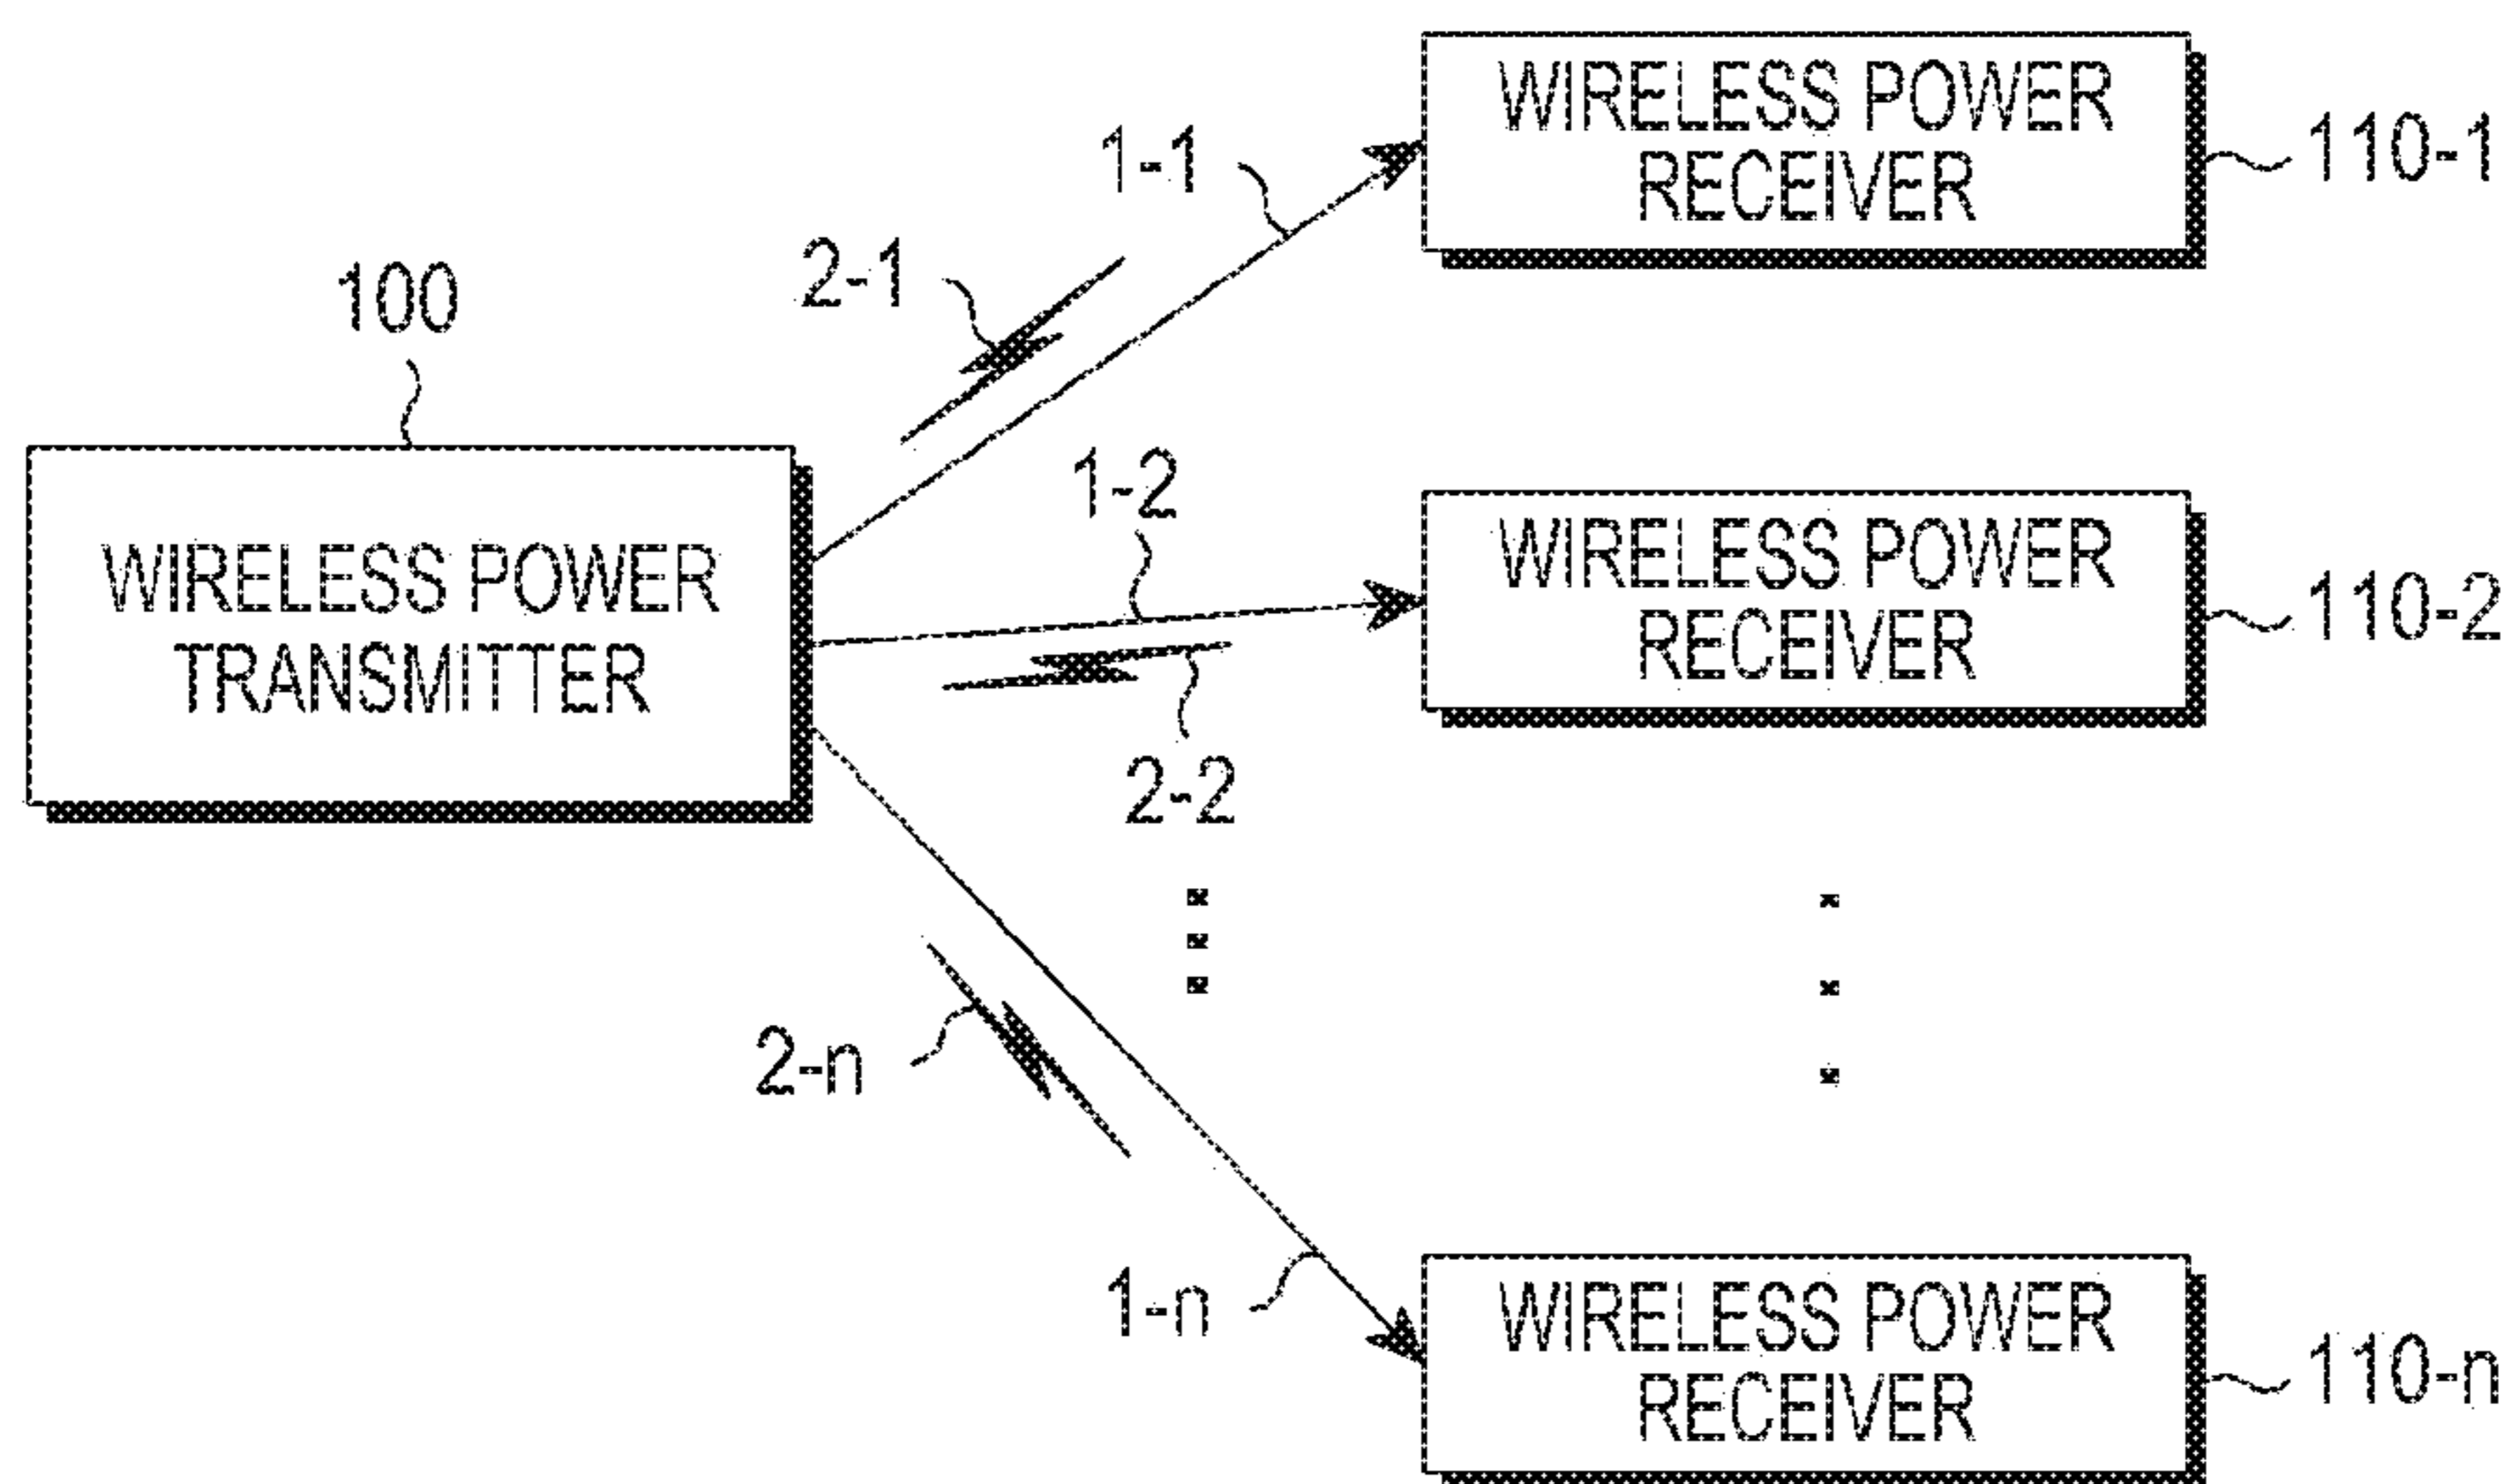 100
WIRELESS POWER
TRANSMITTER
1-1
2-1
1-2
2-2
2-n
1-n
WIRELESS POWER
RECEIVER
110-1
WIRELESS POWER
RECEIVER
110-2
WIRELESS POWER
RECEIVER
110-n